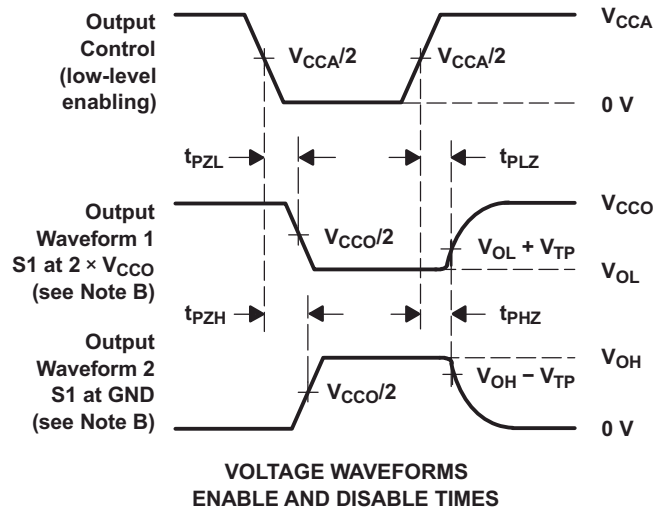 Output
Control
(low-level
enabling)
V_CCA/2
V_CCA/2
V_CCA
0 V
t_PZL
t_PLZ
Output
Waveform 1
S1 at 2 × V_CCO
(see Note B)
V_CCO/2
V_CCO
V_OL + V_TP
V_OL
t_PZH
t_PHZ
Output
Waveform 2
S1 at GND
(see Note B)
V_CCO/2
V_OH
V_OH − V_TP
0 V
VOLTAGE WAVEFORMS
ENABLE AND DISABLE TIMES